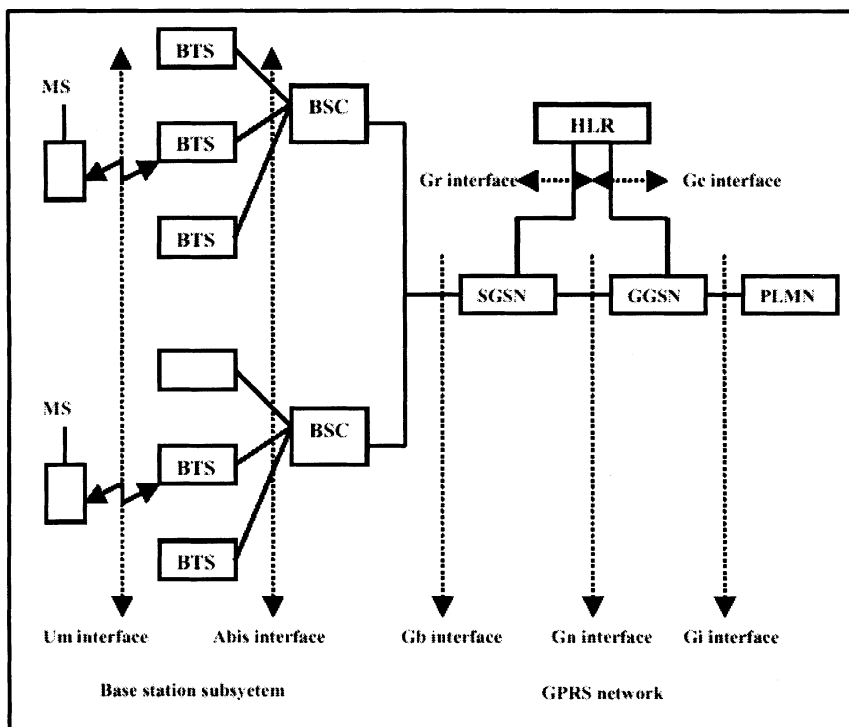 BTS
MS
BSC
BTS
HLR
Gr interface
Gc interface
BTS
SGSN
GGSN
PLMN
MS
BSC
BTS
BTS
Um interface
Abis interface
Gb interface
Gn interface
Gi interface
Base station subsyctem
GPRS network